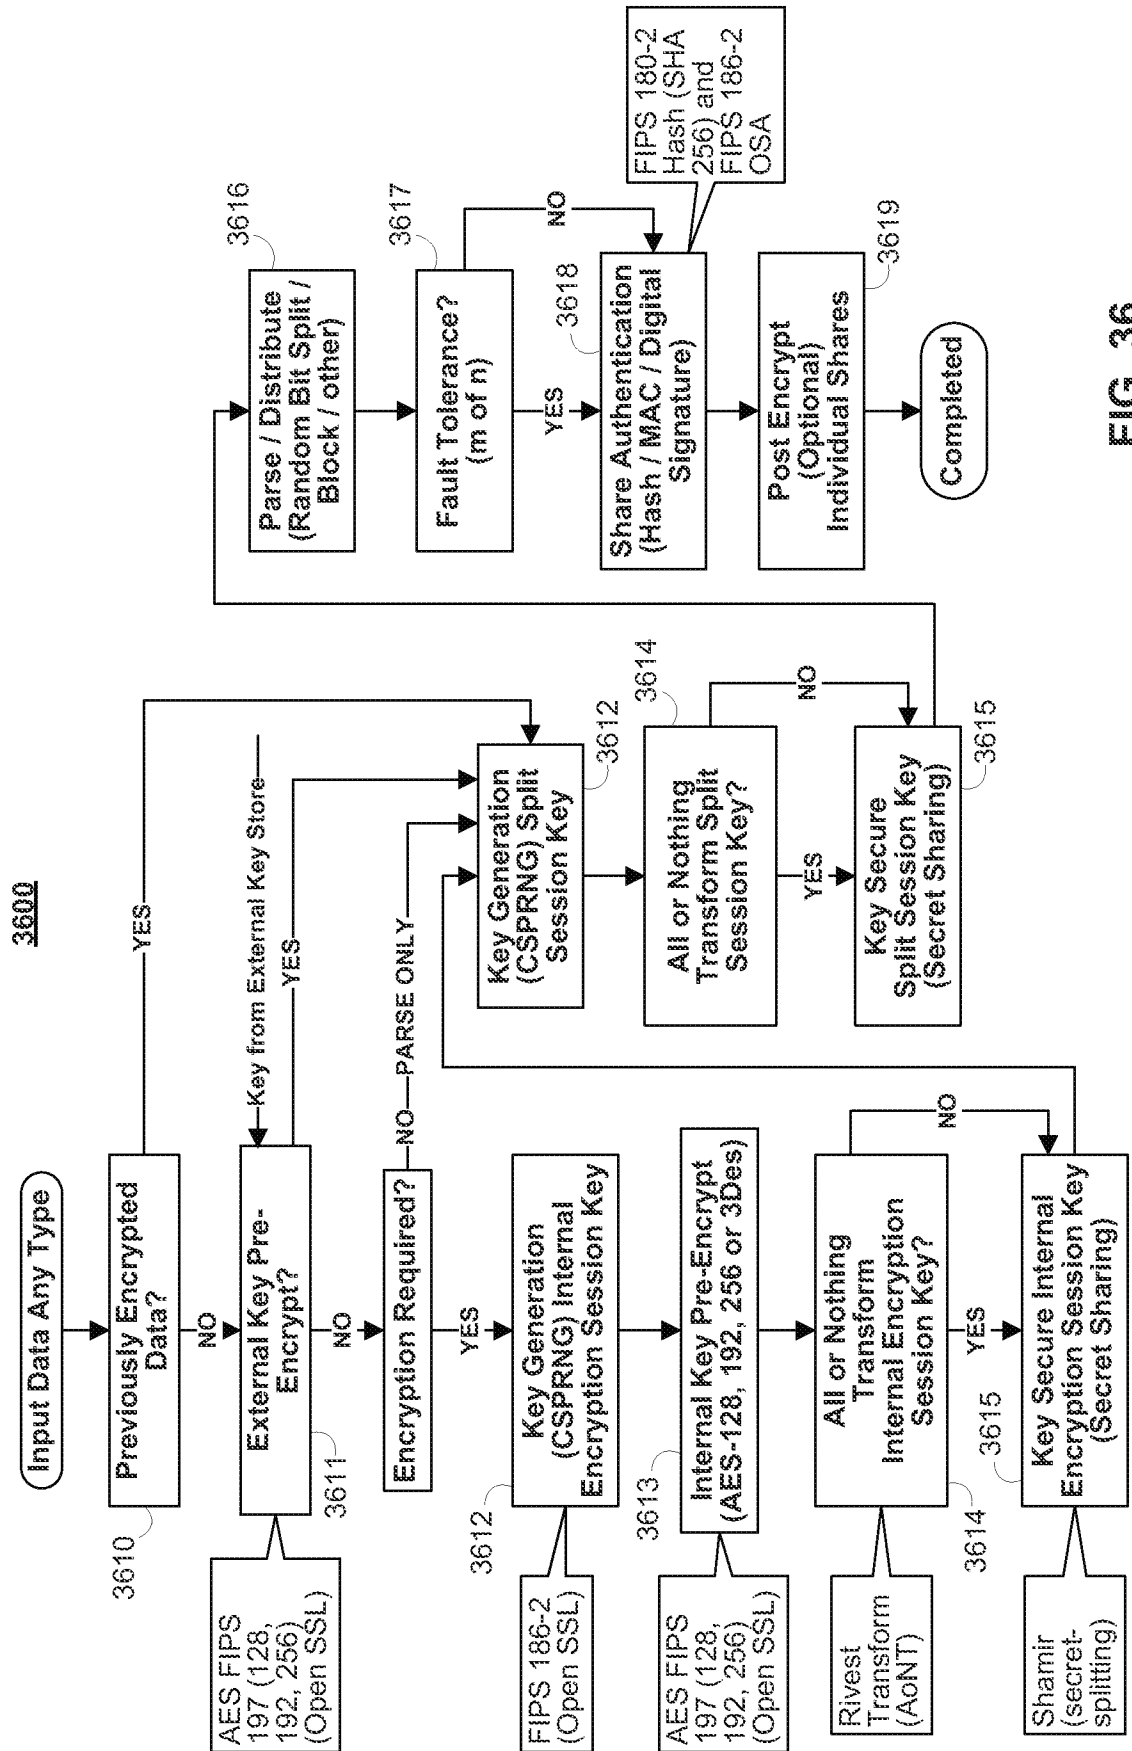 3600
Input Data Any Type
Previously Encrypted
Data?
3610
YES
NO
Key from External Key Store
External Key Pre-
Encrypt?
3611
AES FIPS
197 (128,
192, 256)
(Open SSL)
YES
NO
Encryption Required?
NO
PARSE ONLY
YES
Key Generation
(CSPRNG) Internal
Encryption Session Key
3612
FIPS 186-2
(Open SSL)
Internal Key Pre-Encrypt
(AES-128, 192, 256 or 3Des)
3613
AES FIPS
197 (128,
192, 256)
(Open SSL)
All or Nothing
Transform
Internal Encryption
Session Key?
3614
Rivest
Transform
(AoNT)
NO
YES
Key Secure Internal
Encryption Session Key
(Secret Sharing)
3615
Shamir
(secret-
splitting)
Key Generation
(CSPRNG) Split
Session Key
3612
All or Nothing
Transform Split
Session Key?
3614
NO
YES
Key Secure
Split Session Key
(Secret Sharing)
3615
Parse / Distribute
(Random Bit Split /
Block / other)
3616
Fault Tolerance?
(m of n)
3617
NO
YES
Share Authentication
(Hash / MAC / Digital
Signature)
3618
FIPS 180-2
Hash (SHA
256) and
FIPS 186-2
OSA
Post Encrypt
(Optional)
Individual Shares
3619
Completed
FIG. 36